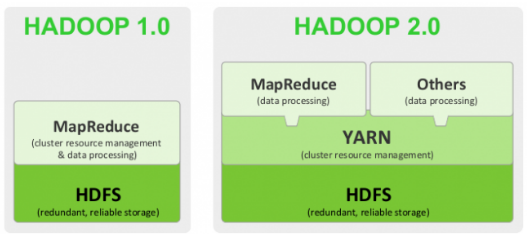 HADOOP 1.0
MapReduce
(cluster resource management
& data processing)
HDFS
(redundant, reliable storage)
HADOOP 2.0
MapReduce
(data processing)
Others
(data processing)
YARN
(cluster resource management)
HDFS
(redundant, reliable storage)